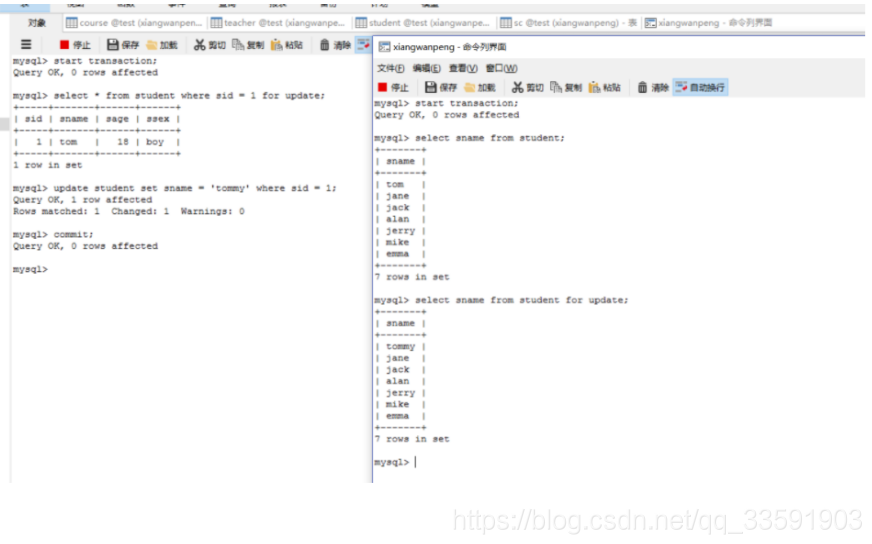 对象 course @test (xiangwanpen... teacher @test (xiangwanpe... student @test (xiangwanpe... sc @test (xiangwanpeng) - 表 xiangwanpeng - 命令列界面
停止 保存 加载 剪切 复制 粘贴 清除
mysql> start transaction;
Query OK, 0 rows affected
mysql> select * from student where sid = 1 for update;
+-----+-------+------+------+
| sid | sname | sage | ssex |
+-----+-------+------+------+
| 1 | tom | 18 | boy |
+-----+-------+------+------+
1 row in set
mysql> update student set sname = 'tommy' where sid = 1;
Query OK, 1 row affected
Rows matched: 1 Changed: 1 Warnings: 0
mysql> commit;
Query OK, 0 rows affected
mysql>
xiangwanpeng - 命令列界面
文件(F) 编辑(E) 查看(V) 窗口(W)
停止 保存 加载 剪切 复制 粘贴 清除 自动换行
mysql> start transaction;
Query OK, 0 rows affected
mysql> select sname from student;
+-------+
| sname |
+-------+
| tom |
| jane |
| jack |
| alan |
| jerry |
| mike |
| emma |
+-------+
7 rows in set
mysql> select sname from student for update;
+-------+
| sname |
+-------+
| tommy |
| jane |
| jack |
| alan |
| jerry |
| mike |
| emma |
+-------+
7 rows in set
mysql>
https://blog.csdn.net/qq_33591903